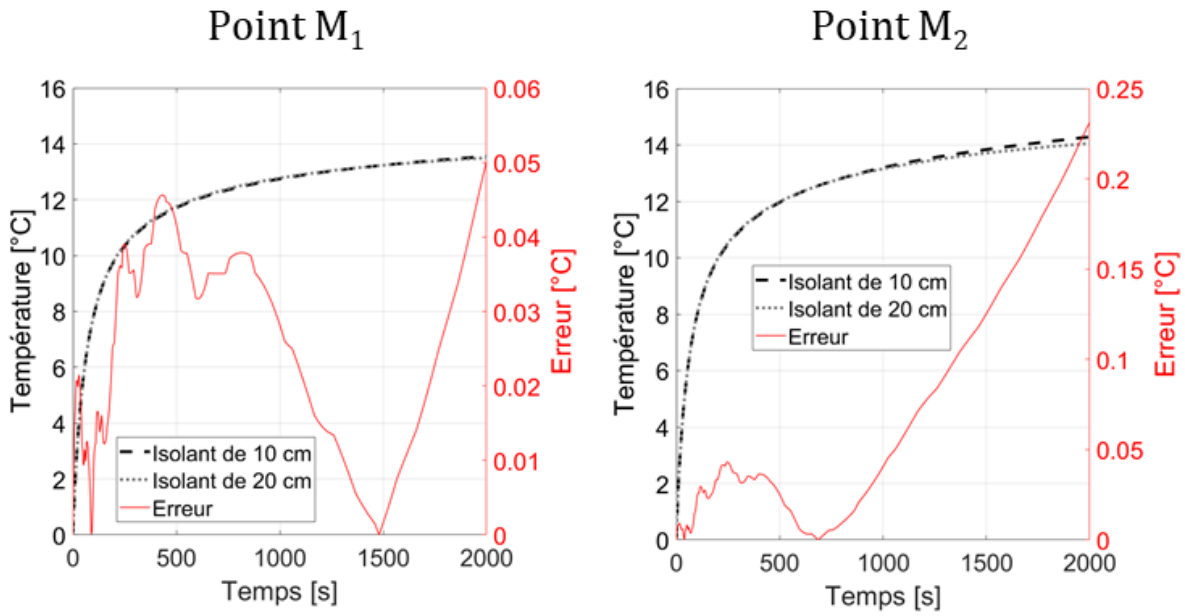 Point M₁
Point M₂
16
14
12
10
8
6
4
2
0
Température [°C]
0.06
0.05
0.04
0.03
0.02
0.01
0
Erreur [°C]
Isolant de 10 cm
Isolant de 20 cm
Erreur
0 500 1000 1500 2000
Temps [s]
16
14
12
10
8
6
4
2
0
Température [°C]
0.25
0.2
0.15
0.1
0.05
0
Erreur [°C]
Isolant de 10 cm
Isolant de 20 cm
Erreur
0 500 1000 1500 2000
Temps [s]